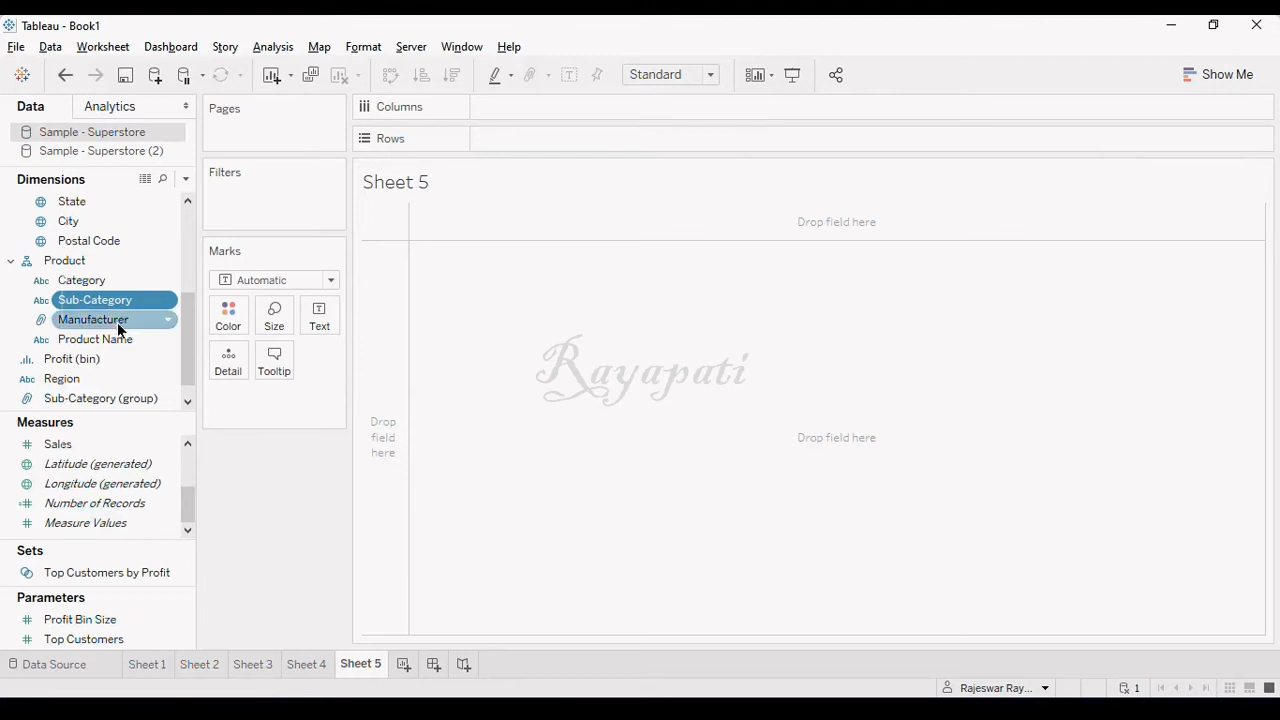 Tableau - Book1
File Data Worksheet Dashboard Story Analysis Map Format Server Window Help
Standard
Show Me
Data Analytics
Sample - Superstore
Sample - Superstore (2)
Dimensions
State
City
Postal Code
Product
Abc Category
Abc Sub-Category
Manufacturer
Abc Product Name
Profit (bin)
Abc Region
Sub-Category (group)
Measures
Sales
Latitude (generated)
Longitude (generated)
Number of Records
Measure Values
Sets
Top Customers by Profit
Parameters
Profit Bin Size
Top Customers
Pages
Filters
Marks
Automatic
Color Size Text
Detail Tooltip
Columns
Rows
Sheet 5
Drop field here
Drop
field
here
Drop field here
Rayapati
Data Source Sheet 1 Sheet 2 Sheet 3 Sheet 4 Sheet 5
Rajeswar Ray... 1